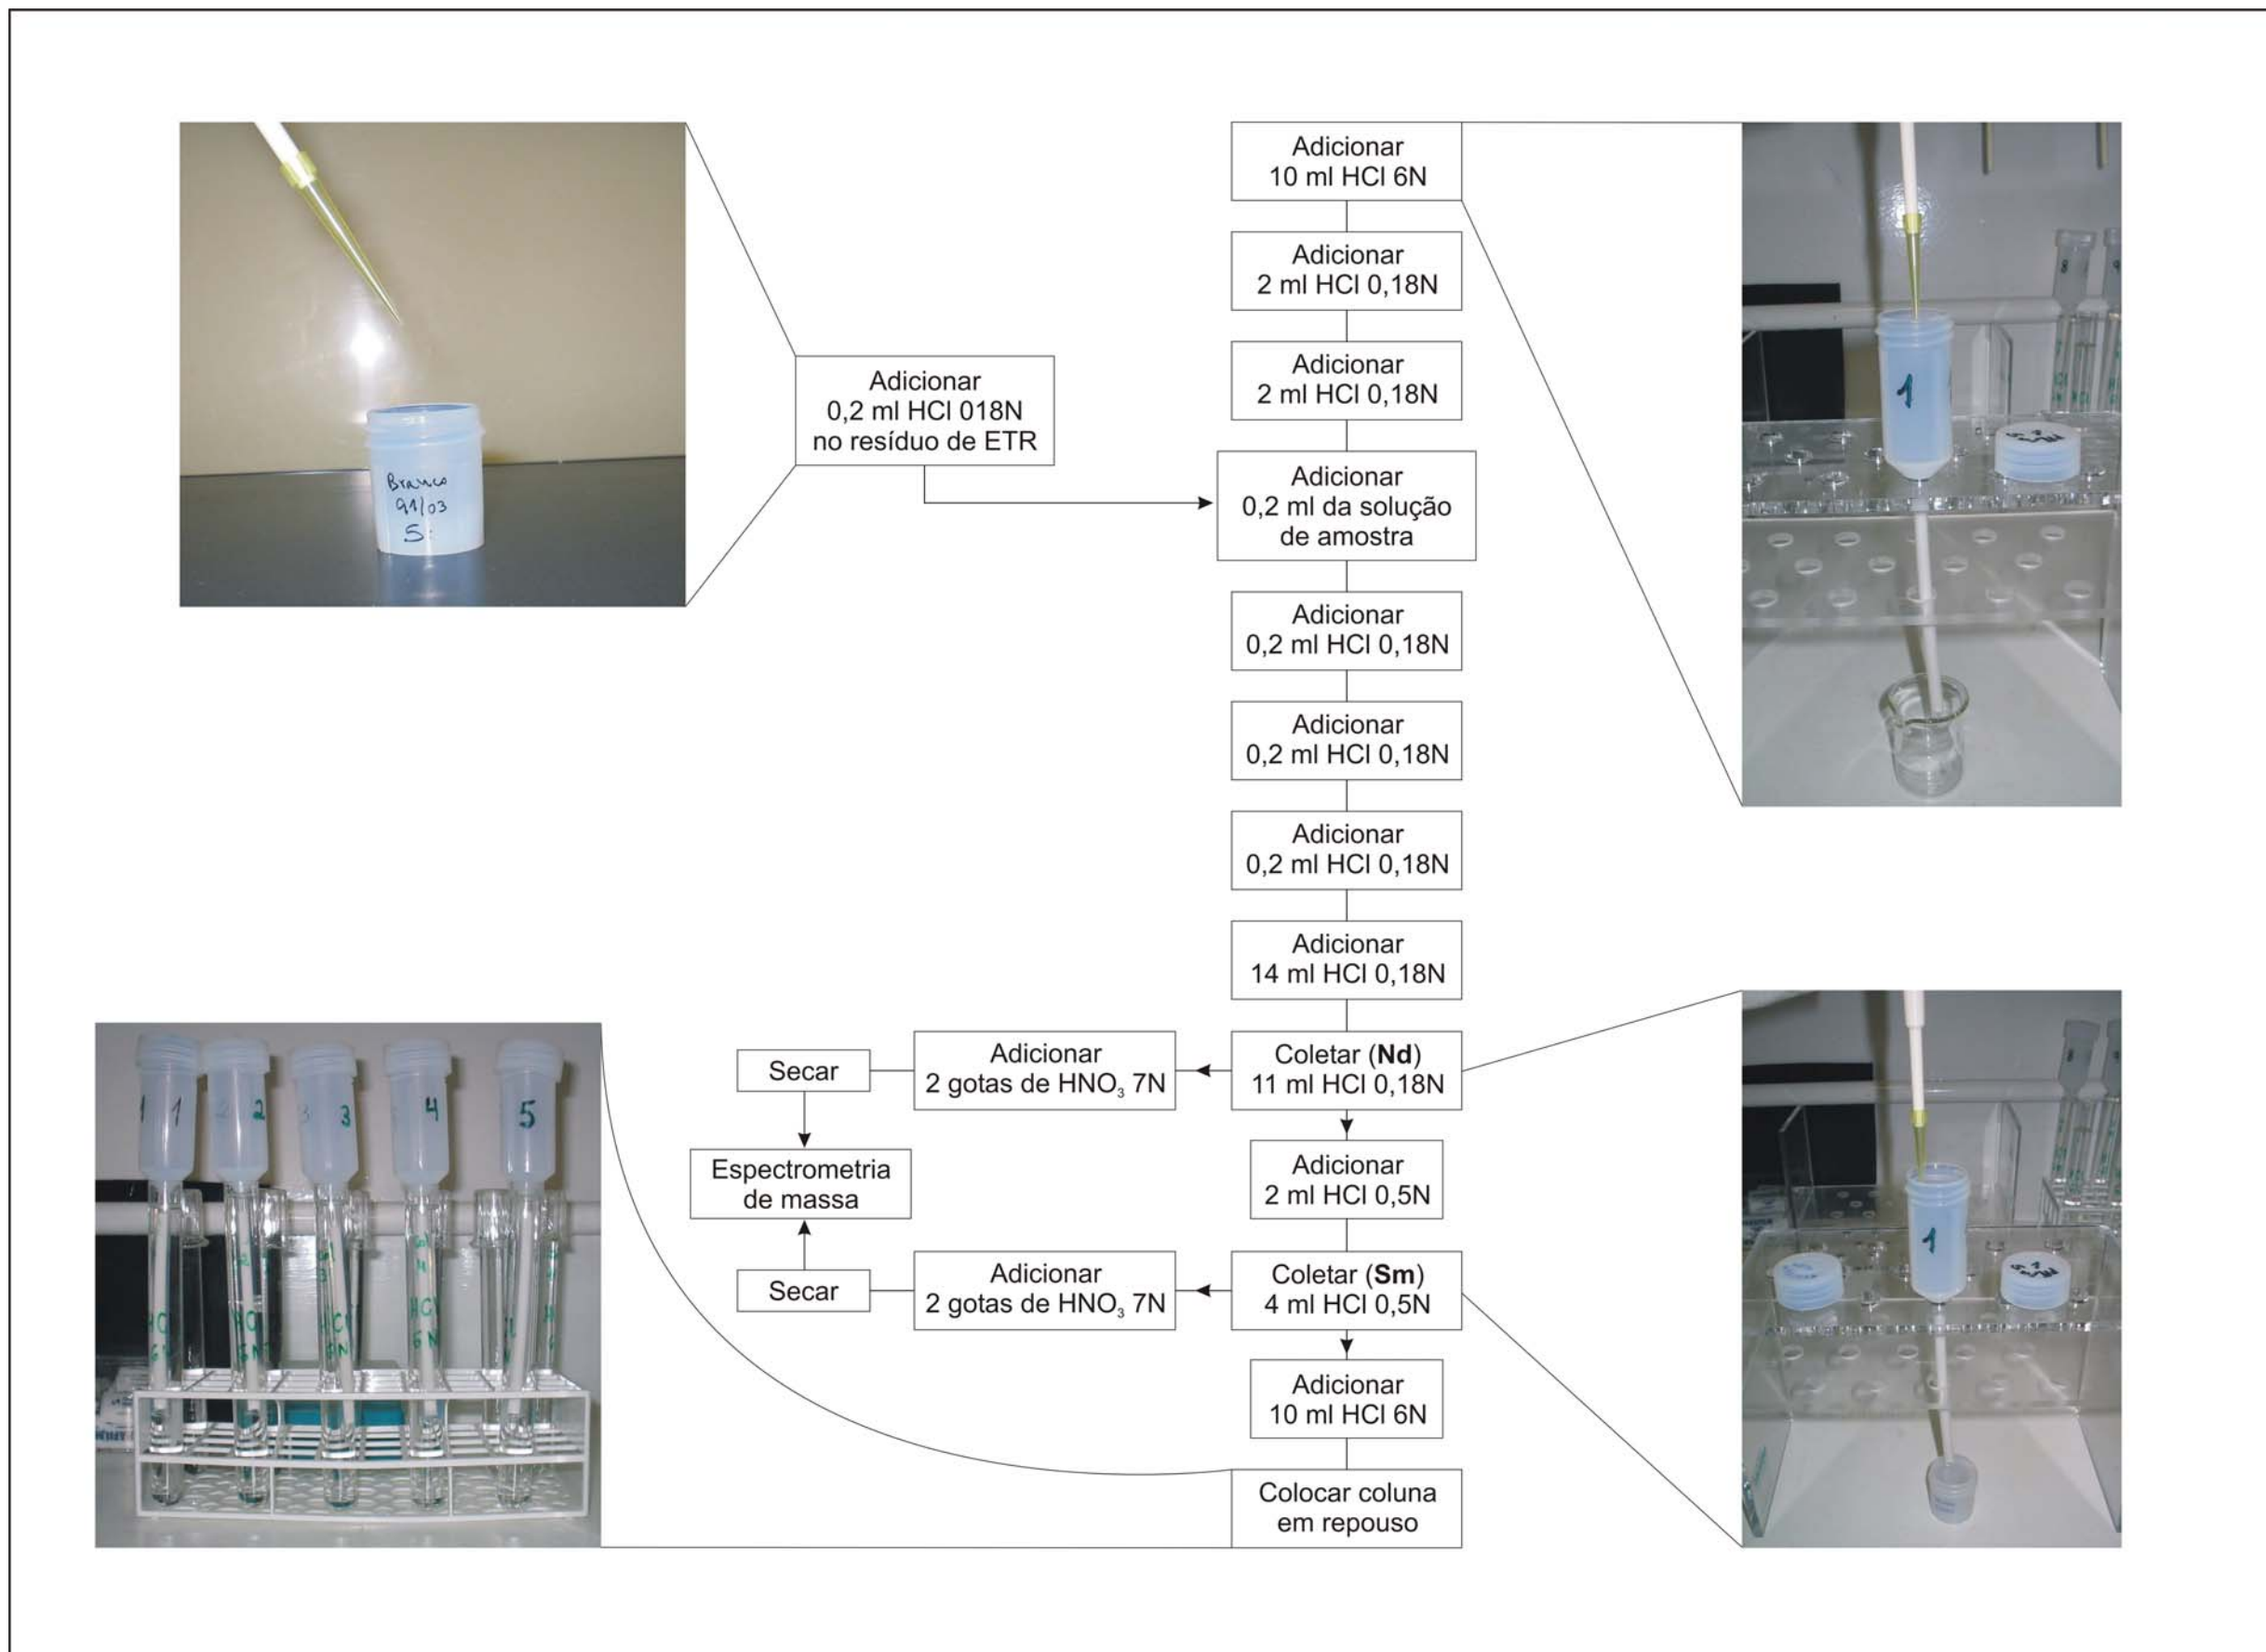 Adicionar
10 ml HCl 6N
Adicionar
2 ml HCl 0,18N
Adicionar
2 ml HCl 0,18N
Adicionar
0,2 ml HCl 018N
no resíduo de ETR
Adicionar
0,2 ml da solução
de amostra
Adicionar
0,2 ml HCl 0,18N
Adicionar
0,2 ml HCl 0,18N
Adicionar
0,2 ml HCl 0,18N
Adicionar
14 ml HCl 0,18N
Coletar (Nd)
11 ml HCl 0,18N
Adicionar
2 gotas de HNO₃ 7N
Secar
Espectrometria
de massa
Adicionar
2 ml HCl 0,5N
Coletar (Sm)
4 ml HCl 0,5N
Adicionar
2 gotas de HNO₃ 7N
Secar
Adicionar
10 ml HCl 6N
Colocar coluna
em repouso
Branco
91/03
1
1
1 1
2 2
3 3
4
5
HCl
6N